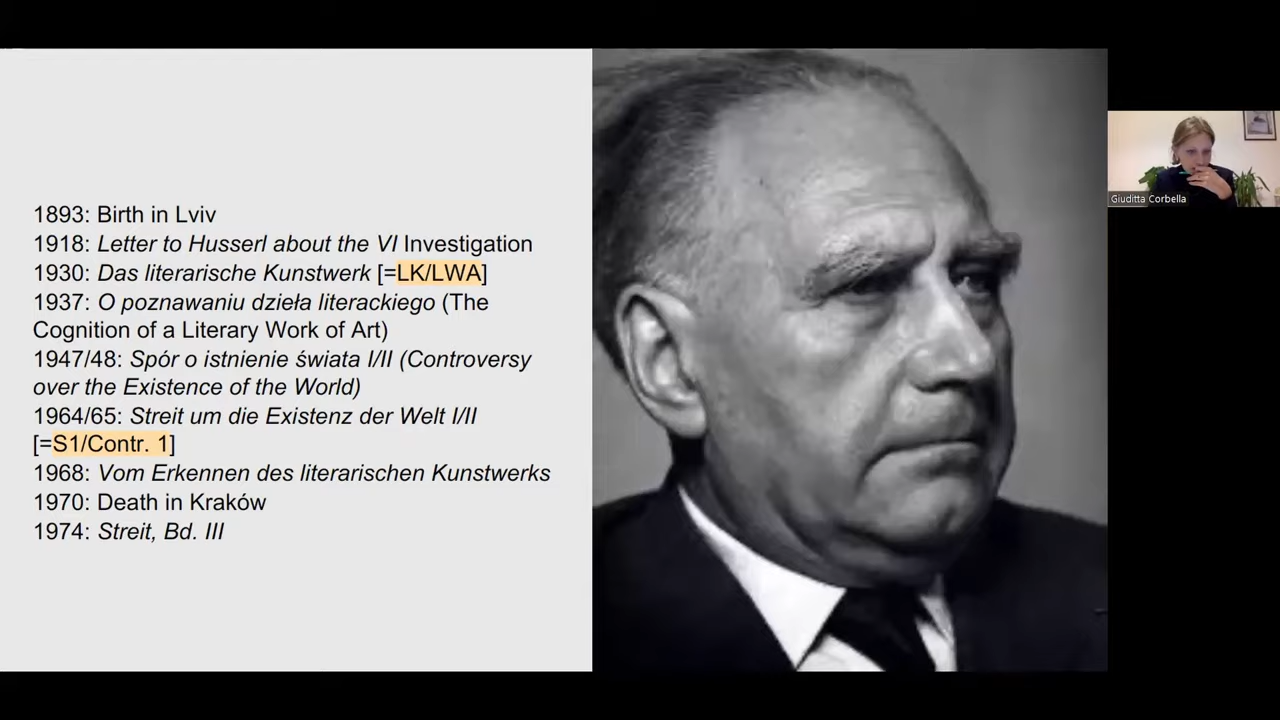 1893: Birth in Lviv
1918: Letter to Husserl about the VI Investigation
1930: Das literarische Kunstwerk [=LK/LWA]
1937: O poznawaniu dzieła literackiego (The
Cognition of a Literary Work of Art)
1947/48: Spór o istnienie świata I/II (Controversy
over the Existence of the World)
1964/65: Streit um die Existenz der Welt I/II
[=S1/Contr. 1]
1968: Vom Erkennen des literarischen Kunstwerks
1970: Death in Kraków
1974: Streit, Bd. III
Giuditta Corbella